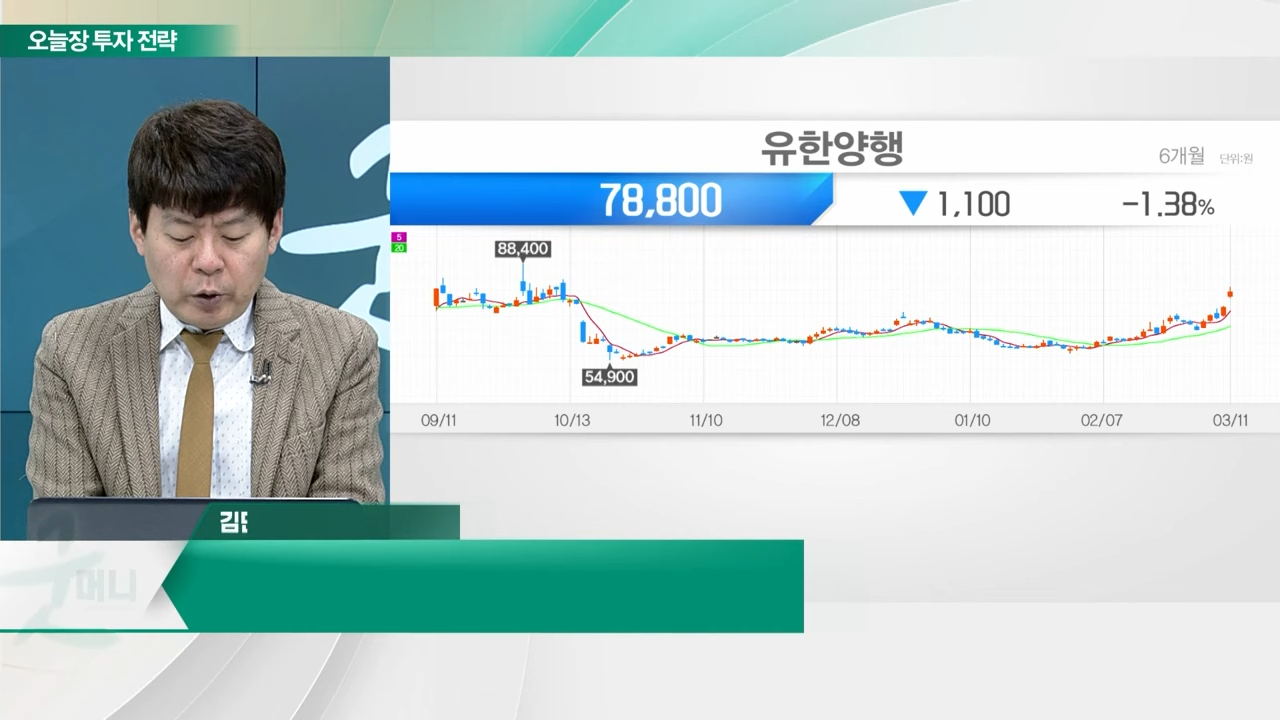 오늘장 투자 전략
유한양행
6개월 단위:원
78,800 ▼ 1,100 -1.38%
5
20
88,400
54,900
09/11 10/13 11/10 12/08 01/10 02/07 03/11
김
머니